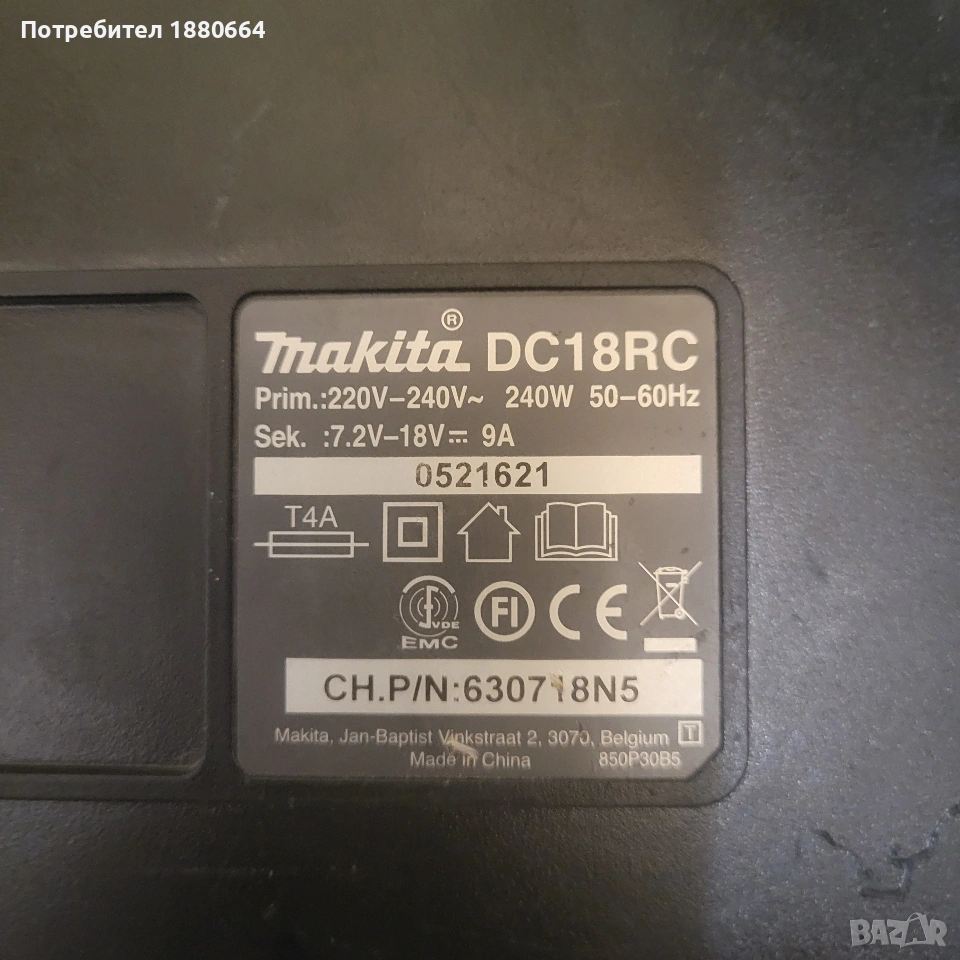 Потребител 1880664
makita® DC18RC
Prim.:220V–240V~ 240W 50–60Hz
Sek. :7.2V–18V⎓ 9A
0521621
T4A
VDE
EMC
FI CE
CH.P/N:630718N5
Makita, Jan-Baptist Vinkstraat 2, 3070, Belgium T
Made in China 850P30B5
BAZAR